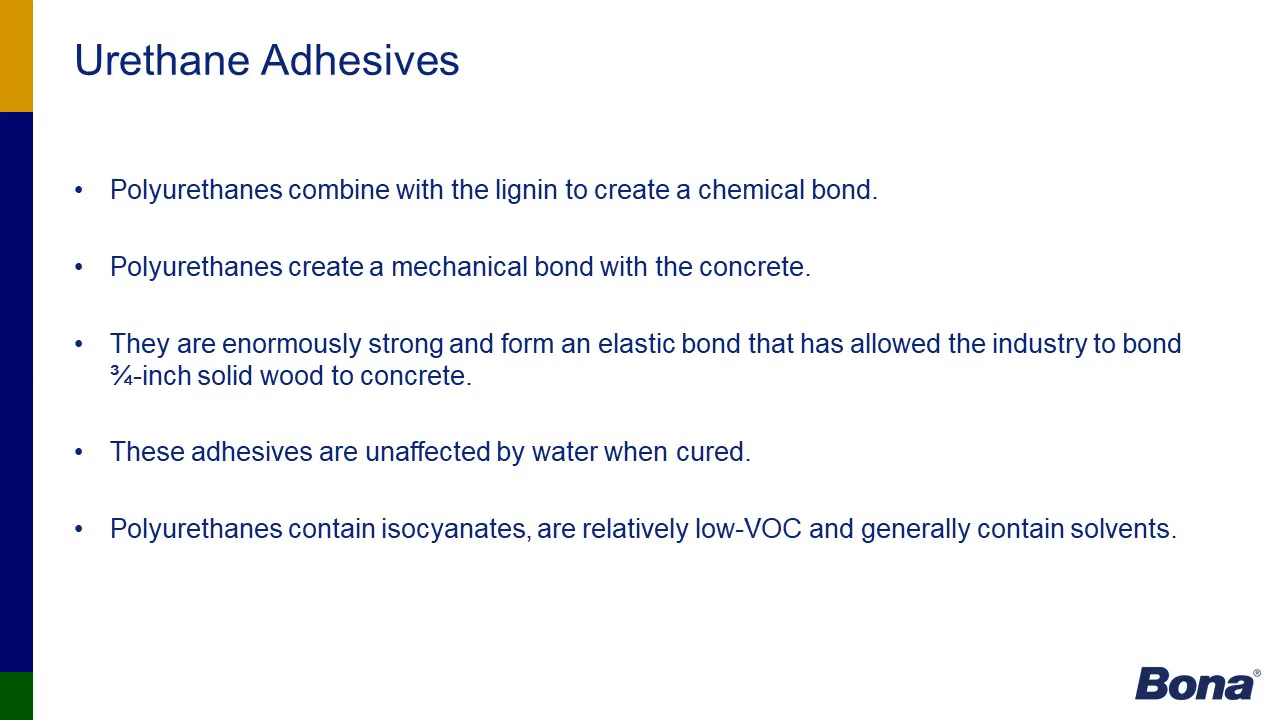 Urethane Adhesives
• Polyurethanes combine with the lignin to create a chemical bond.
• Polyurethanes create a mechanical bond with the concrete.
• They are enormously strong and form an elastic bond that has allowed the industry to bond
¾-inch solid wood to concrete.
• These adhesives are unaffected by water when cured.
• Polyurethanes contain isocyanates, are relatively low-VOC and generally contain solvents.
Bona®